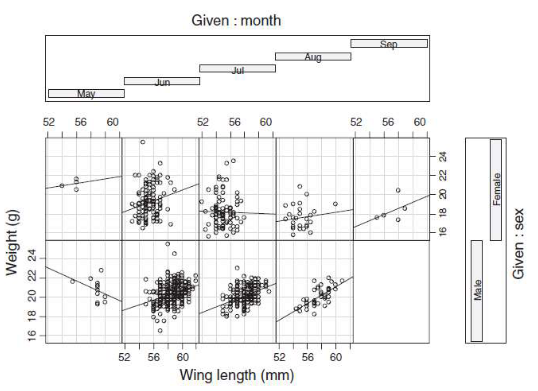 Given : month
Sep
Aug
Jul
Jun
May
52 56 60 52 56 60 52 56 60
24
22
20
18
16
24
22
20
18
16
Female
Male
Given : sex
Weight (g)
52 56 60 52 56 60
Wing length (mm)